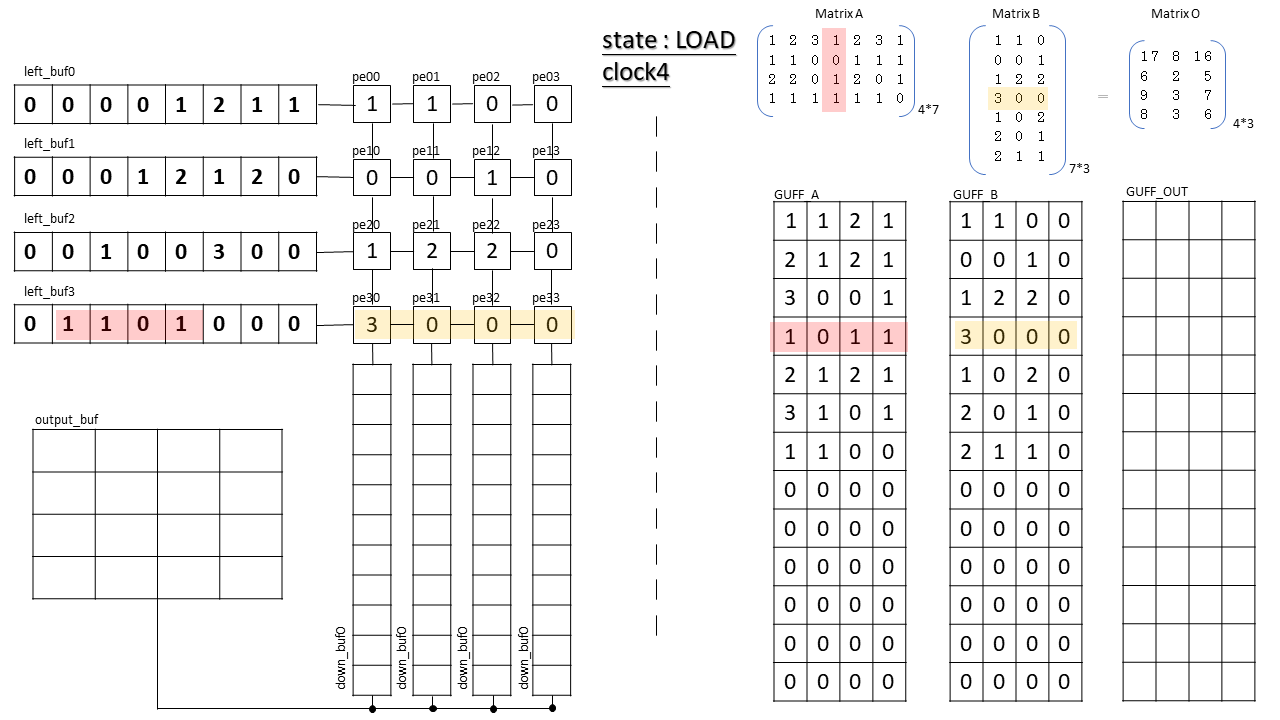 state : LOAD
clock4
left_buf0
0 0 0 0 1 2 1 1
left_buf1
0 0 0 1 2 1 2 0
left_buf2
0 0 1 0 0 3 0 0
left_buf3
0 1 1 0 1 0 0 0
pe00 pe01 pe02 pe03
1 1 0 0
pe10 pe11 pe12 pe13
0 0 1 0
pe20 pe21 pe22 pe23
1 2 2 0
pe30 pe31 pe32 pe33
3 0 0 0
output_buf
down_buf0 down_buf0 down_buf0 down_buf0
Matrix A
1 2 3 1 2 3 1
1 1 0 0 1 1 1
2 2 0 1 2 0 1
1 1 1 1 1 1 0
4*7
Matrix B
1 1 0
0 0 1
1 2 2
3 0 0
1 0 2
2 0 1
2 1 1
7*3
=
Matrix O
17 8 16
6 2 5
9 3 7
8 3 6
4*3
GUFF_A
1 1 2 1
2 1 2 1
3 0 0 1
1 0 1 1
2 1 2 1
3 1 0 1
1 1 0 0
0 0 0 0
0 0 0 0
0 0 0 0
0 0 0 0
0 0 0 0
0 0 0 0
GUFF_B
1 1 0 0
0 0 1 0
1 2 2 0
3 0 0 0
1 0 2 0
2 0 1 0
2 1 1 0
0 0 0 0
0 0 0 0
0 0 0 0
0 0 0 0
0 0 0 0
0 0 0 0
GUFF_OUT